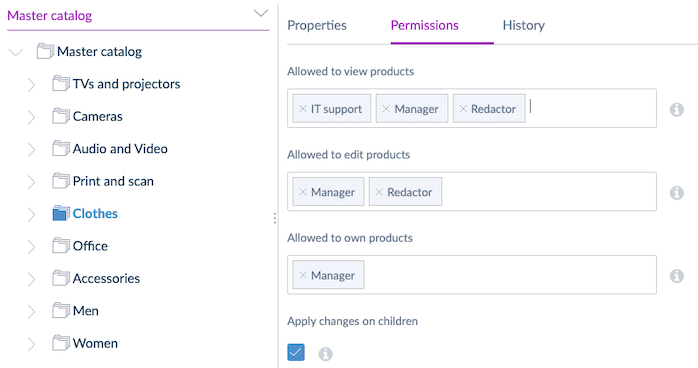 Master catalog
Master catalog
TVs and projectors
Cameras
Audio and Video
Print and scan
Clothes
Office
Accessories
Men
Women
Properties Permissions History
Allowed to view products
× IT support × Manager × Redactor
Allowed to edit products
× Manager × Redactor
Allowed to own products
× Manager
Apply changes on children